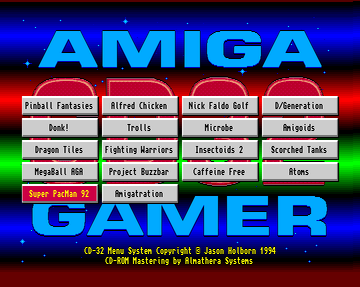 AMIGA
Pinball Fantasies Alfred Chicken Nick Faldo Golf D/Generation
Donk! Trolls Microbe Amigoids
Dragon Tiles Fighting Warriors Insectoids 2 Scorched Tanks
MegaBall AGA Project Buzzbar Caffeine Free Atoms
Super PacMan 92 Amigatration
GAMER
CD-32 Menu System Copyright © Jason Holborn 1994
CD-ROM Mastering by Almathera Systems